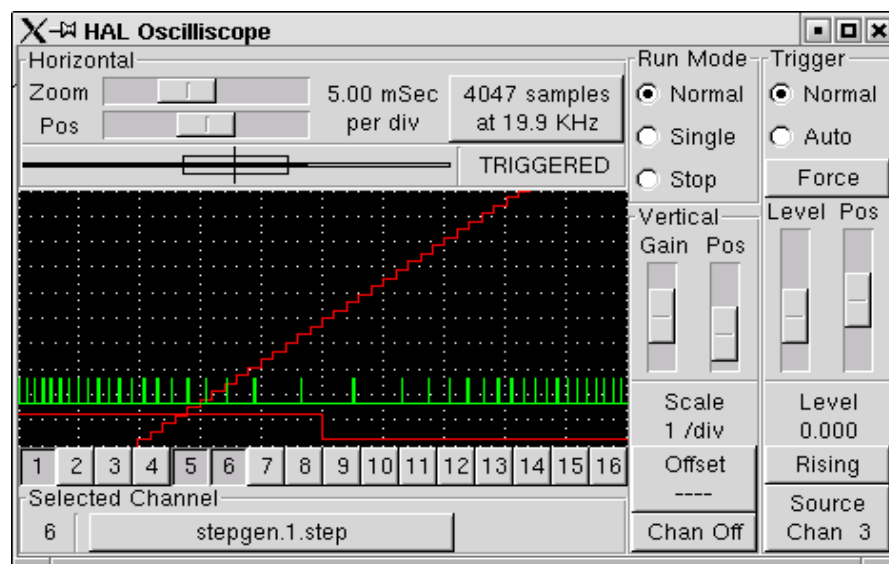 HAL Oscilliscope
Horizontal
Zoom
Pos
5.00 mSec
per div
4047 samples
at 19.9 KHz
TRIGGERED
Run Mode
Normal
Single
Stop
Trigger
Normal
Auto
Force
Vertical
Gain Pos
Level Pos
Scale
1 /div
Offset
----
Chan Off
Level
0.000
Rising
Source
Chan 3
1 2 3 4 5 6 7 8 9 10 11 12 13 14 15 16
Selected Channel
6 stepgen.1.step